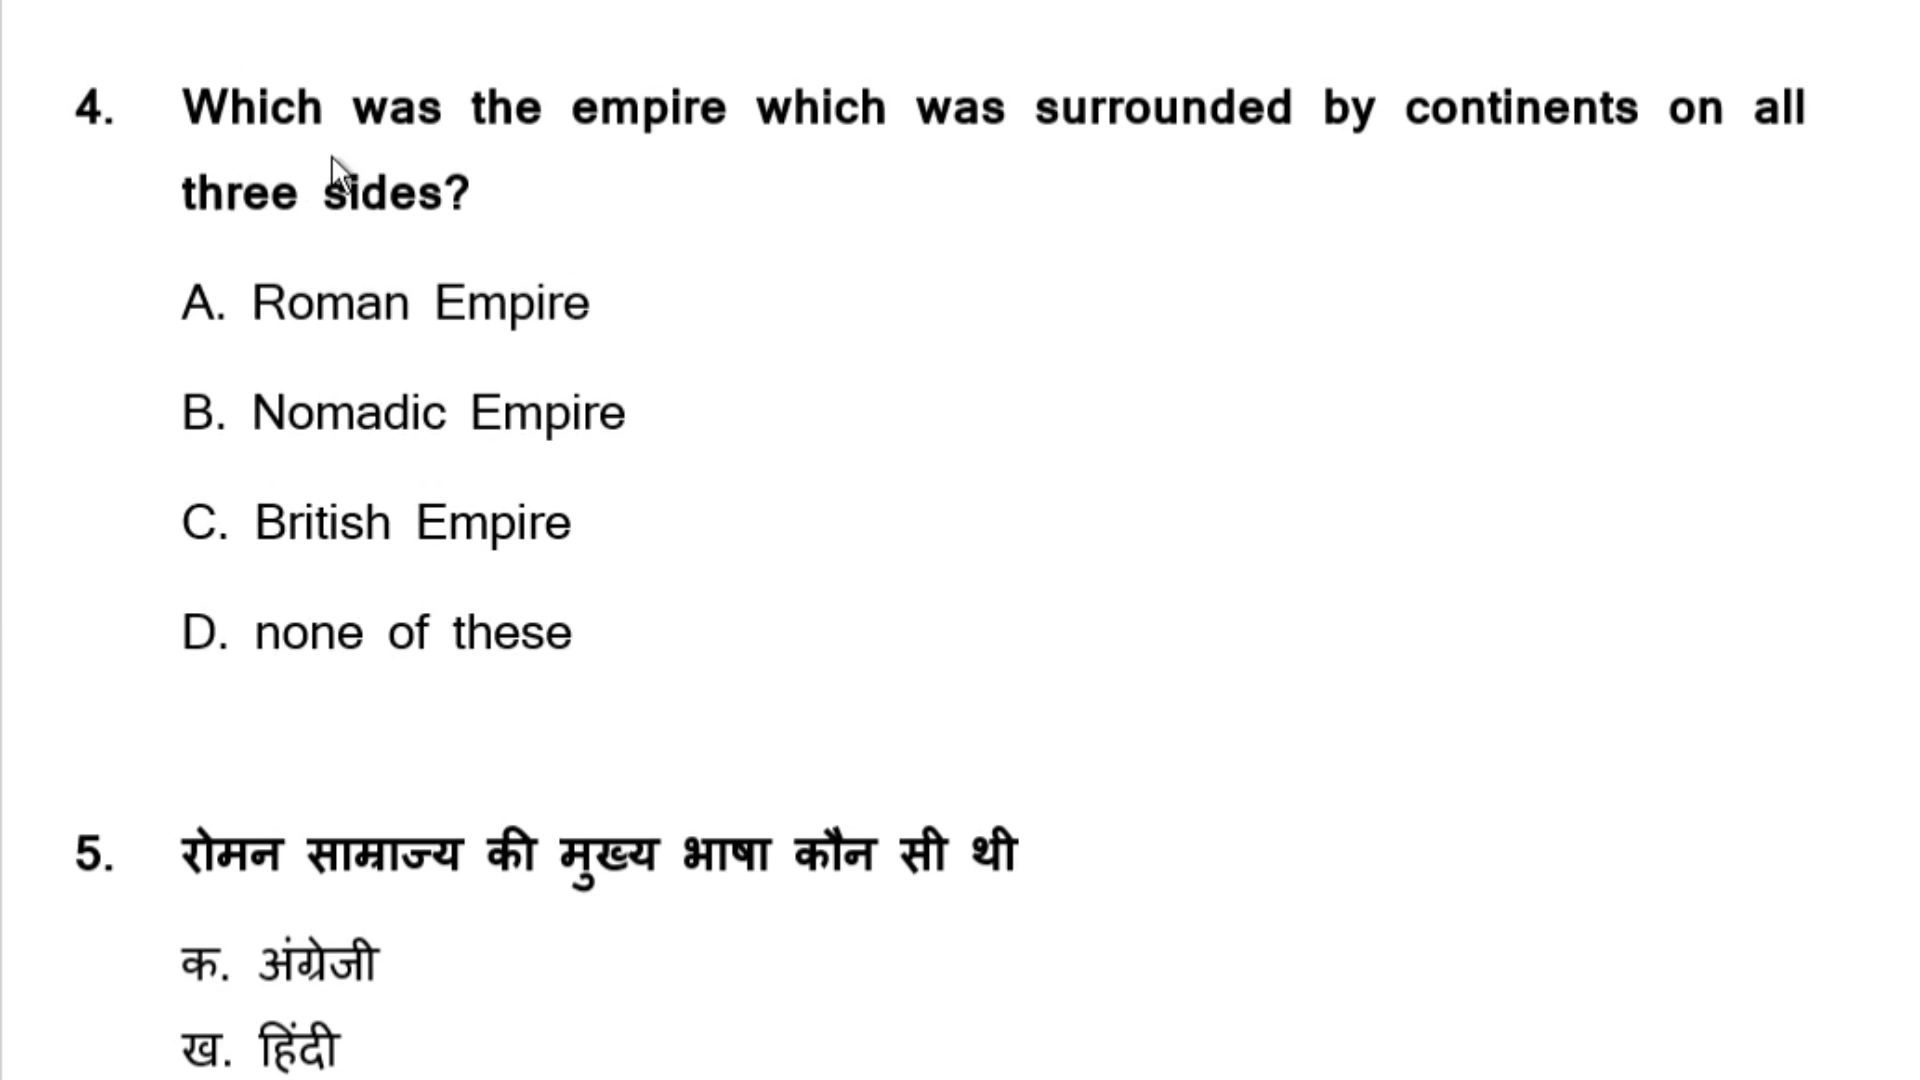 4. Which was the empire which was surrounded by continents on all
three sides?
A. Roman Empire
B. Nomadic Empire
C. British Empire
D. none of these
5. रोमन साम्राज्य की मुख्य भाषा कौन सी थी
क. अंग्रेजी
ख. हिंदी